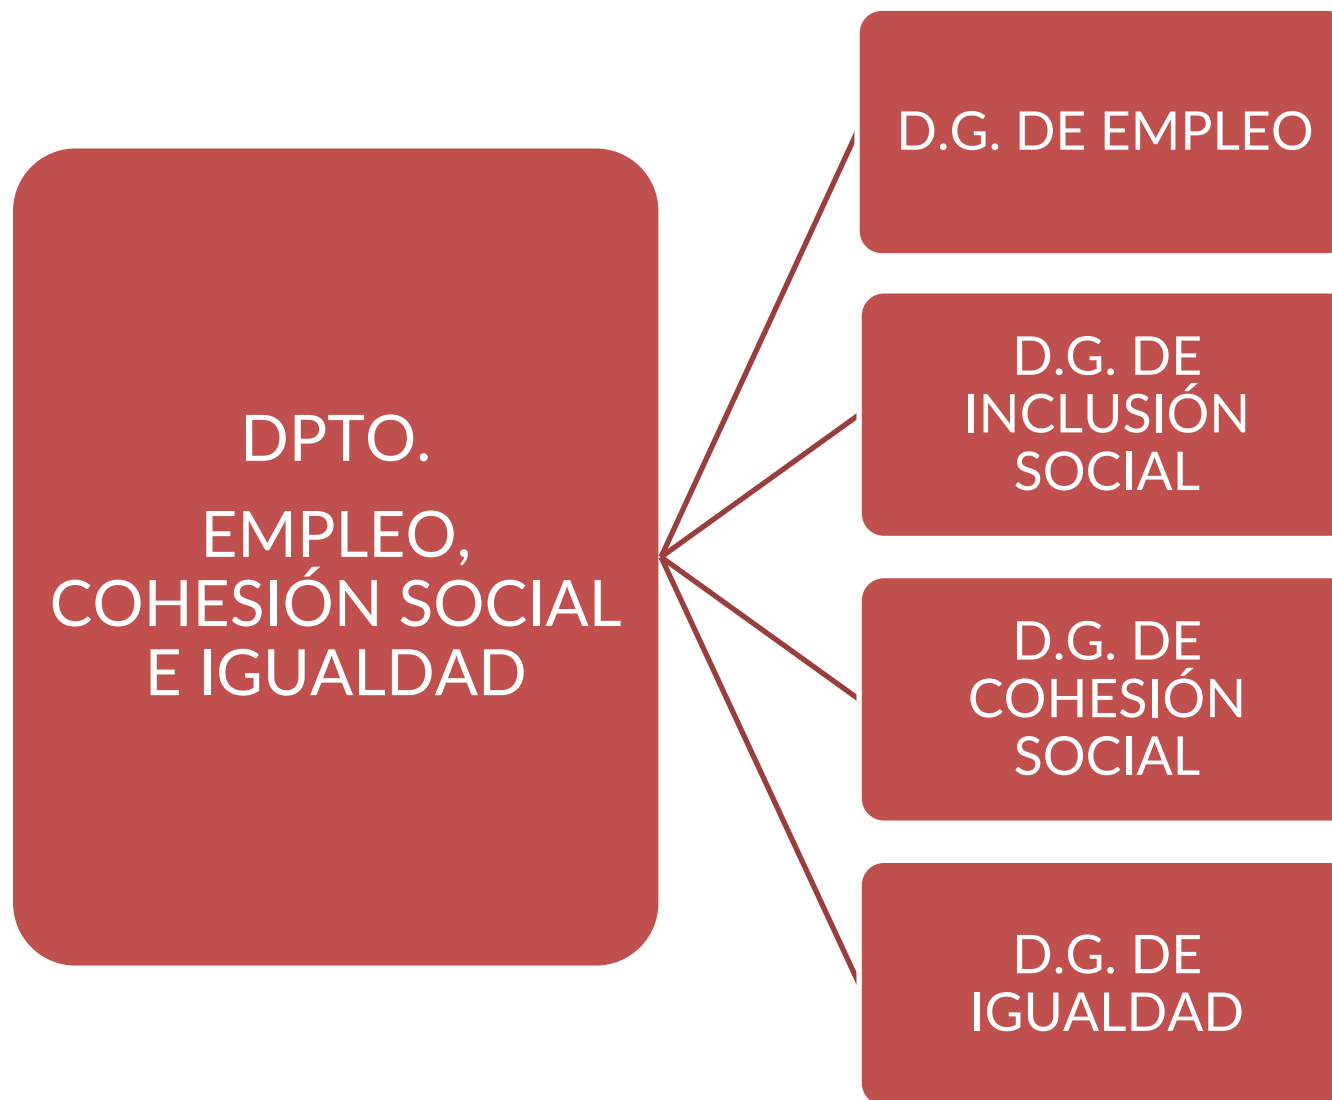 DPTO.
EMPLEO,
COHESIÓN SOCIAL
E IGUALDAD
D.G. DE EMPLEO
D.G. DE
INCLUSIÓN
SOCIAL
D.G. DE
COHESIÓN
SOCIAL
D.G. DE
IGUALDAD